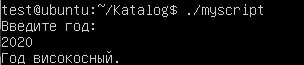 test@ubuntu:~/Katalog$ ./myscript
Введите год:
2020
Год високосный.